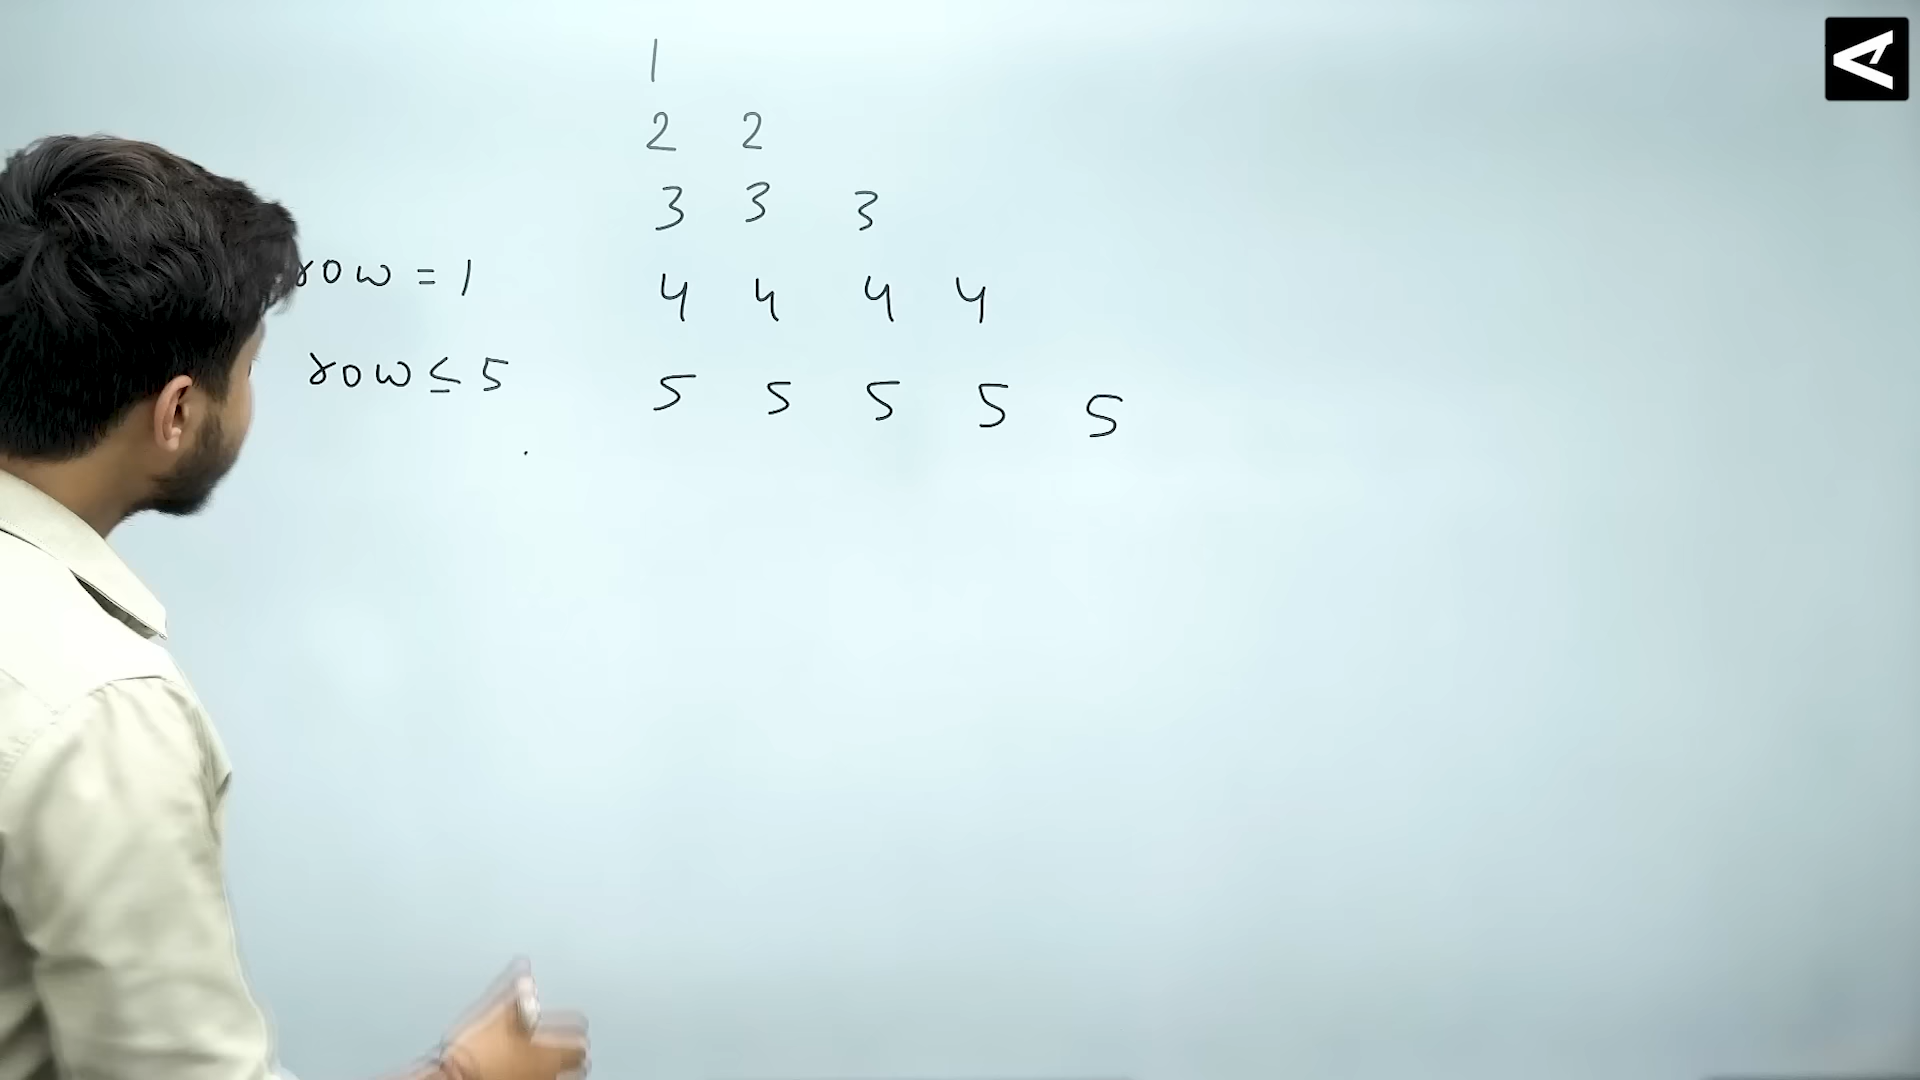 1
2 2
3 3 3
row = 1
4 4 4 4
row ≤ 5
5 5 5 5 5